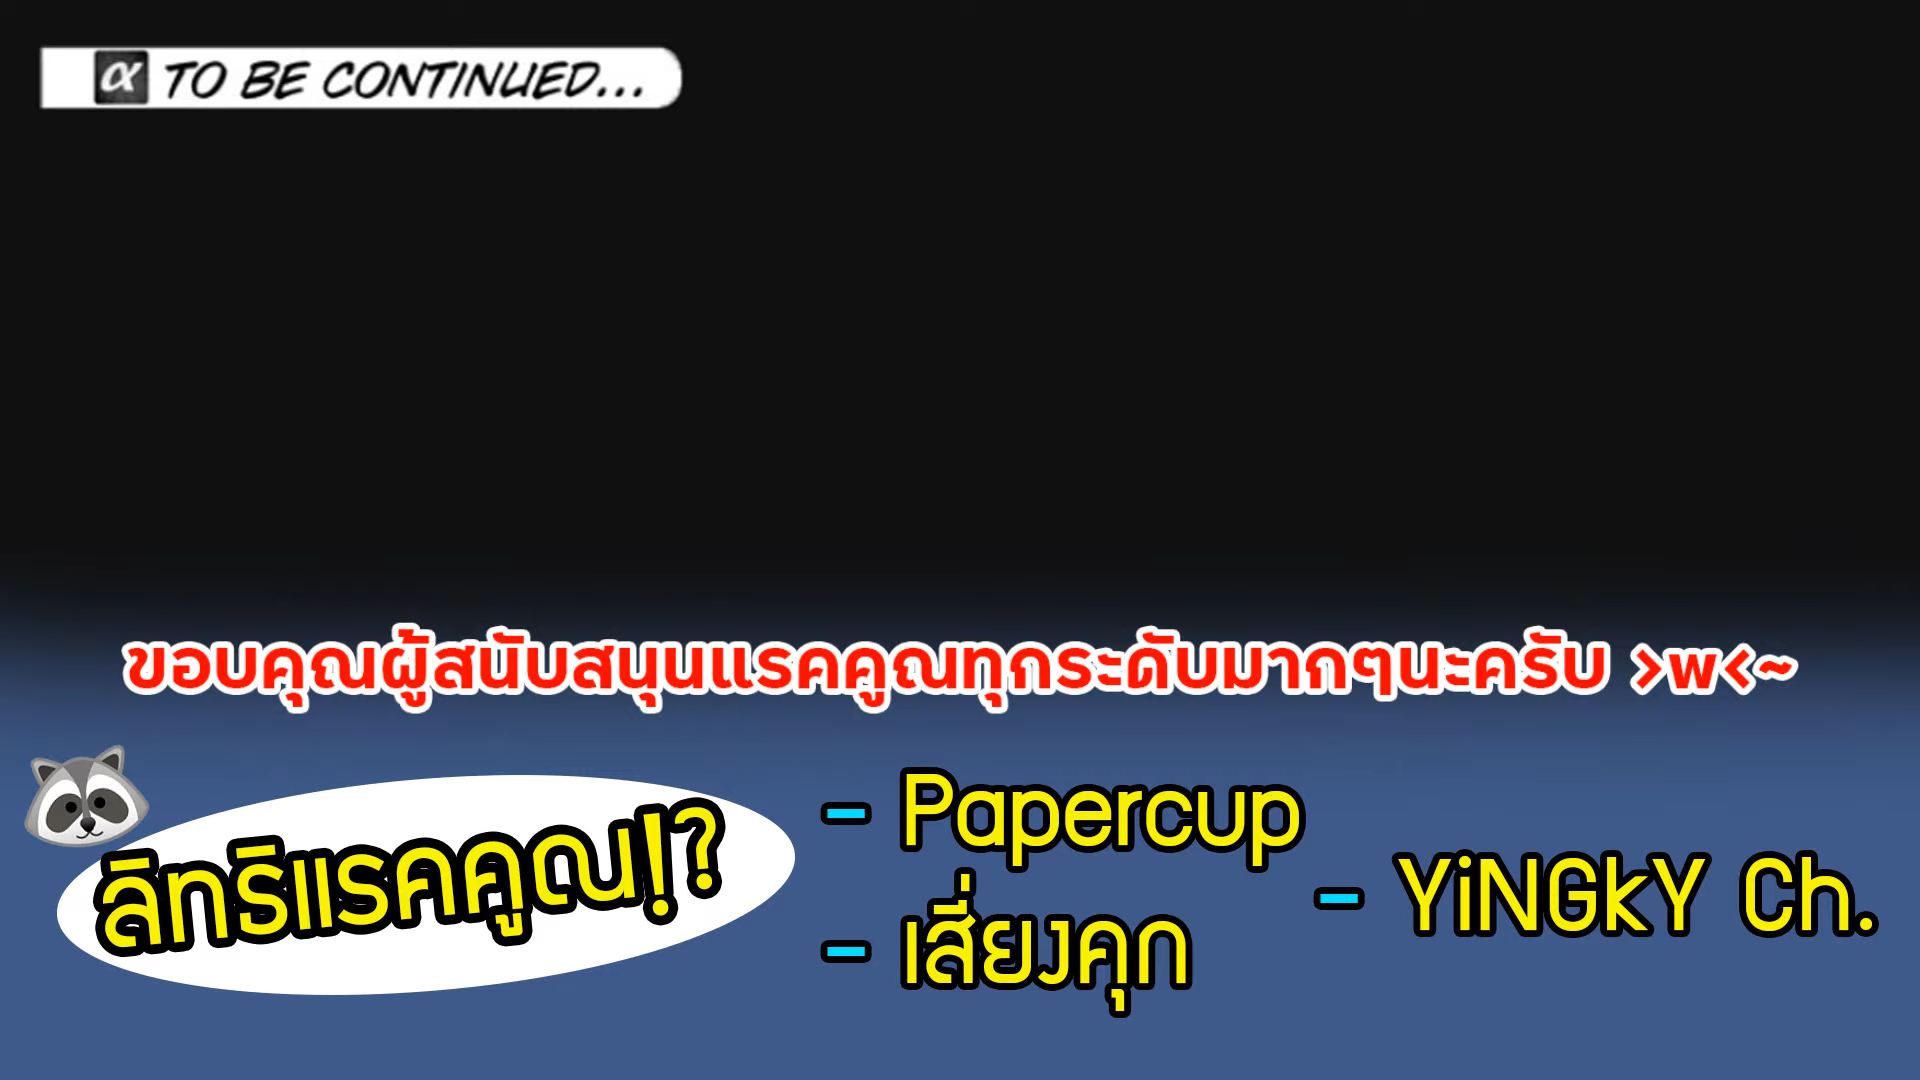 α TO BE CONTINUED...
ขอบคุณผู้สนับสนุนแรคคูณทุกระดับมากๆนะครับ >w<~
ลิทธิแรคคูณ!?
- Papercup
- เสี่ยงคุก
- YiNGkY Ch.